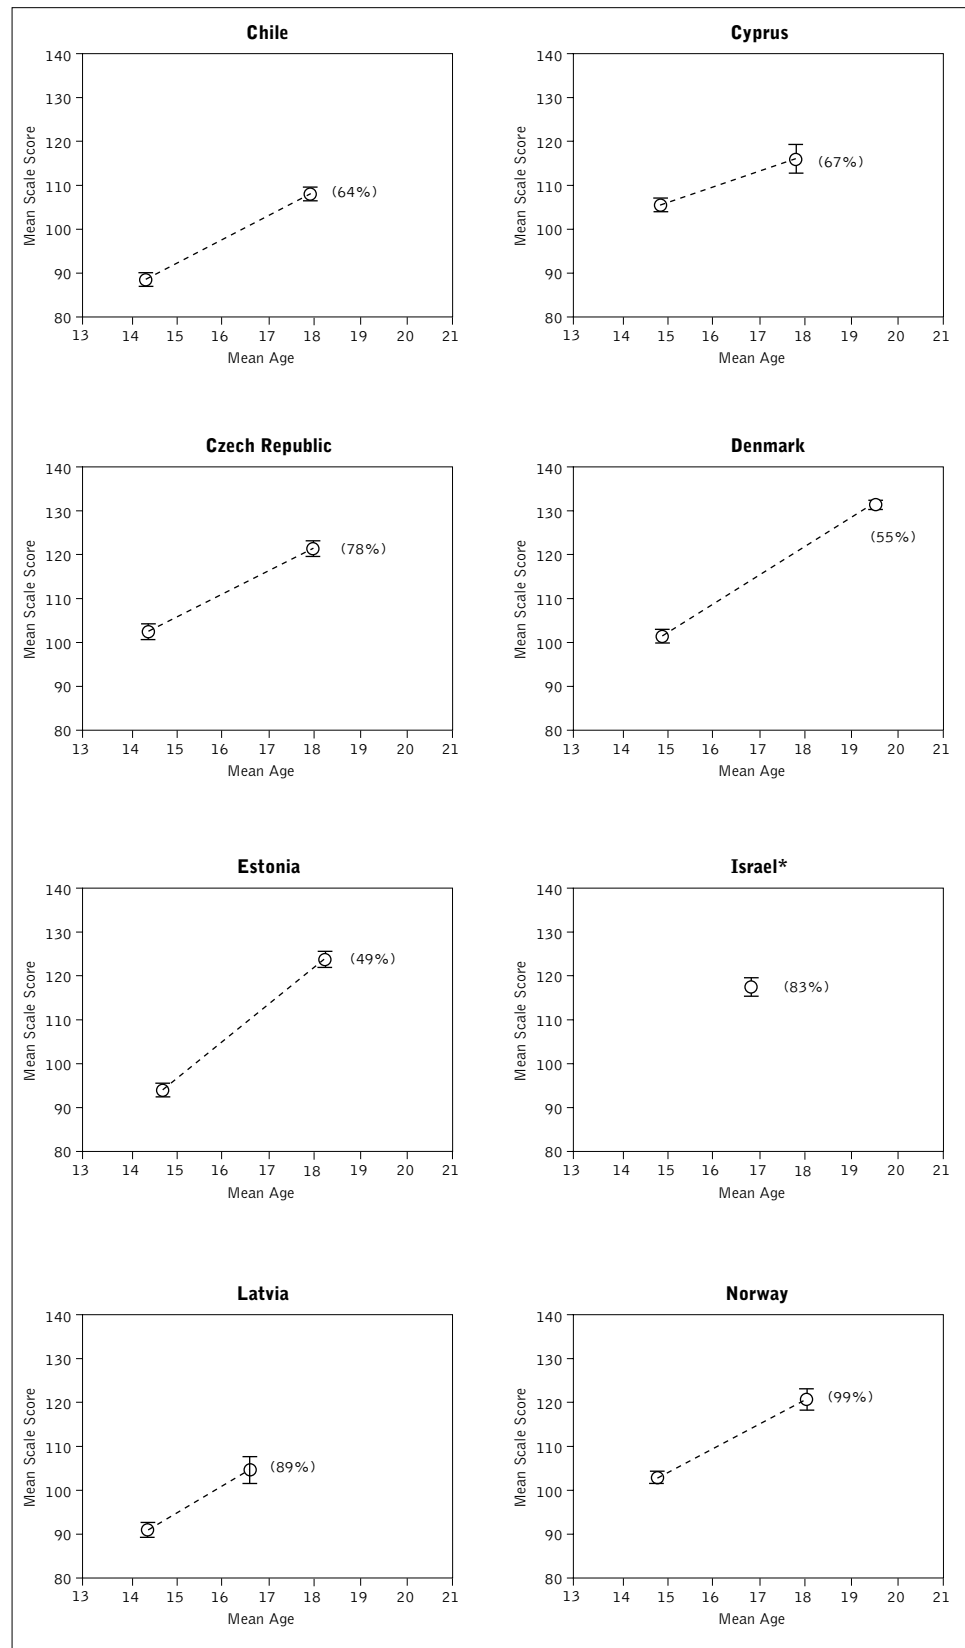 Chile
140
130
120
110
100
90
80
Mean Scale Score
(64%)
13 14 15 16 17 18 19 20 21
Mean Age
Cyprus
140
130
120
110
100
90
80
Mean Scale Score
(67%)
13 14 15 16 17 18 19 20 21
Mean Age
Czech Republic
140
130
120
110
100
90
80
Mean Scale Score
(78%)
13 14 15 16 17 18 19 20 21
Mean Age
Denmark
140
130
120
110
100
90
80
Mean Scale Score
(55%)
13 14 15 16 17 18 19 20 21
Mean Age
Estonia
140
130
120
110
100
90
80
Mean Scale Score
(49%)
13 14 15 16 17 18 19 20 21
Mean Age
Israel*
140
130
120
110
100
90
80
Mean Scale Score
(83%)
13 14 15 16 17 18 19 20 21
Mean Age
Latvia
140
130
120
110
100
90
80
Mean Scale Score
(89%)
13 14 15 16 17 18 19 20 21
Mean Age
Norway
140
130
120
110
100
90
80
Mean Scale Score
(99%)
13 14 15 16 17 18 19 20 21
Mean Age